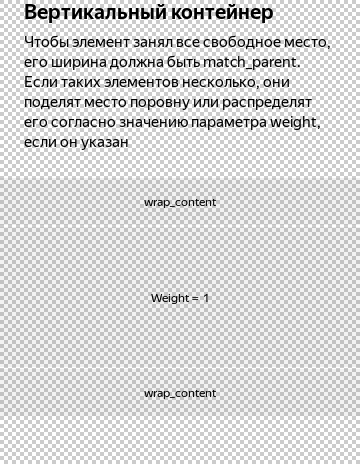 Вертикальный контейнер
Чтобы элемент занял все свободное место,
его ширина должна быть match_parent.
Если таких элементов несколько, они
поделят место поровну или распределят
его согласно значению параметра weight,
если он указан
wrap_content
Weight = 1
wrap_content